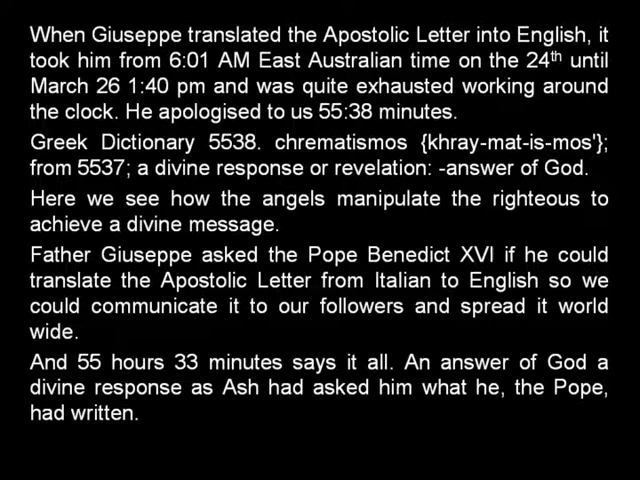 When Giuseppe translated the Apostolic Letter into English, it
took him from 6:01 AM East Australian time on the 24th until
March 26 1:40 pm and was quite exhausted working around
the clock. He apologised to us 55:38 minutes.
Greek Dictionary 5538. chrematismos {khray-mat-is-mos'};
from 5537; a divine response or revelation: -answer of God.
Here we see how the angels manipulate the righteous to
achieve a divine message.
Father Giuseppe asked the Pope Benedict XVI if he could
translate the Apostolic Letter from Italian to English so we
could communicate it to our followers and spread it world
wide.
And 55 hours 33 minutes says it all. An answer of God a
divine response as Ash had asked him what he, the Pope,
had written.